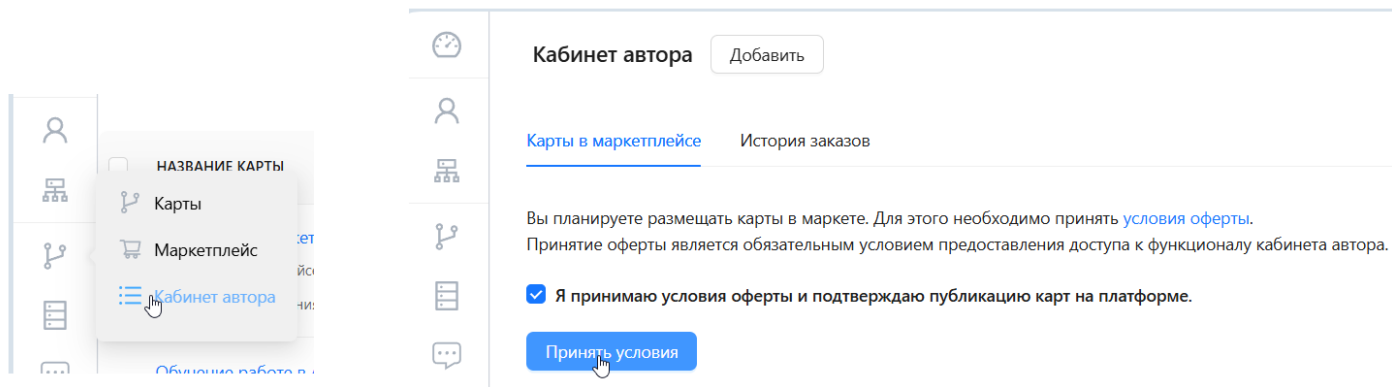 НАЗВАНИЕ КАРТЫ
Карты
Маркетплейс
Кабинет автора
Обучение работе в
Кабинет автора
Добавить
Карты в маркетплейсе
История заказов
Вы планируете размещать карты в маркете. Для этого необходимо принять условия оферты.
Принятие оферты является обязательным условием предоставления доступа к функционалу кабинета автора.
Я принимаю условия оферты и подтверждаю публикацию карт на платформе.
Принять условия